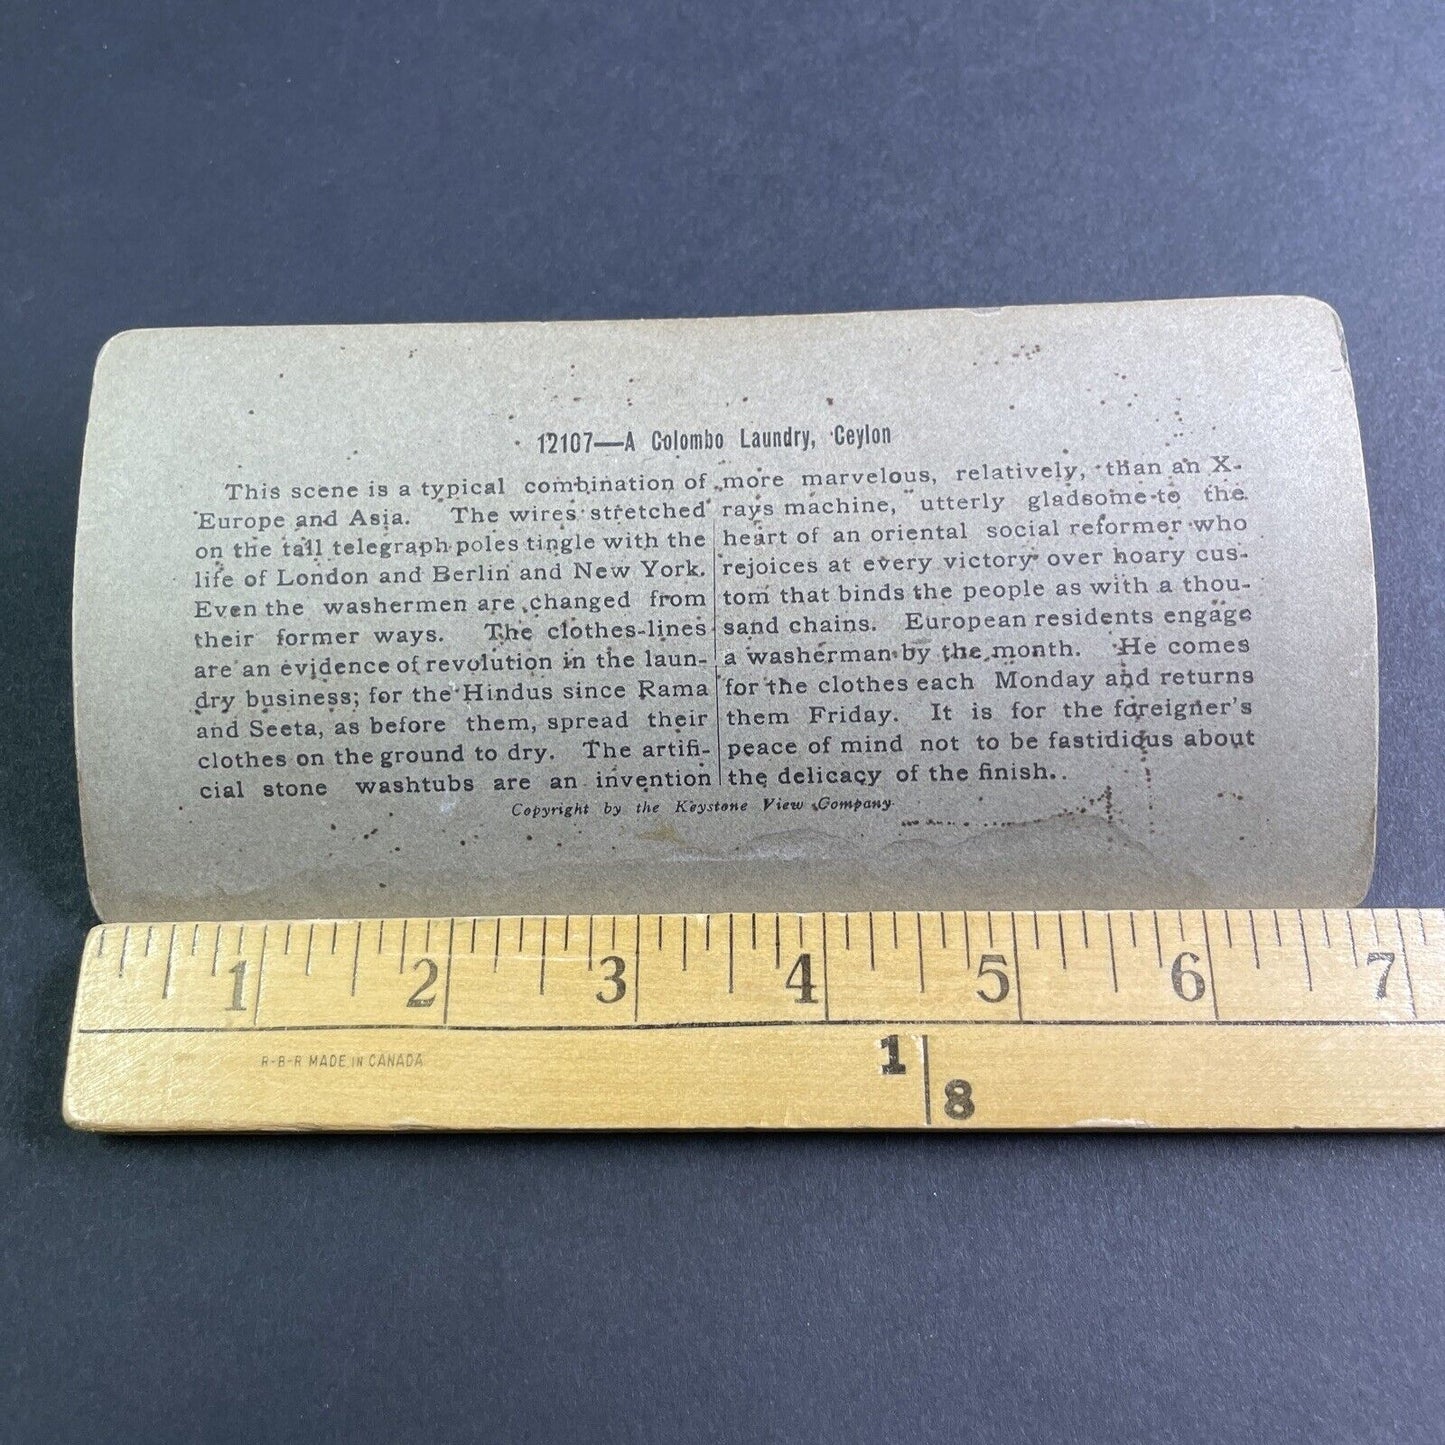 12107—A Colombo Laundry, Ceylon
This scene is a typical combination of
Europe and Asia. The wires stretched
on the tall telegraph poles tingle with the
life of London and Berlin and New York.
Even the washermen are changed from
their former ways. The clothes-lines
are an evidence of revolution in the laun-
dry business; for the Hindus since Rama
and Seeta, as before them, spread their
clothes on the ground to dry. The artifi-
cial stone washtubs are an invention
more marvelous, relatively, than an X-
rays machine, utterly gladsome to the
heart of an oriental social reformer who
rejoices at every victory over hoary cus-
tom that binds the people as with a thou-
sand chains. European residents engage
a washerman by the month. He comes
for the clothes each Monday and returns
them Friday. It is for the foreigner's
peace of mind not to be fastidious about
the delicacy of the finish.
Copyright by the Keystone View Company
1 2 3 4 5 6 7
R-B-R MADE IN CANADA
1
8